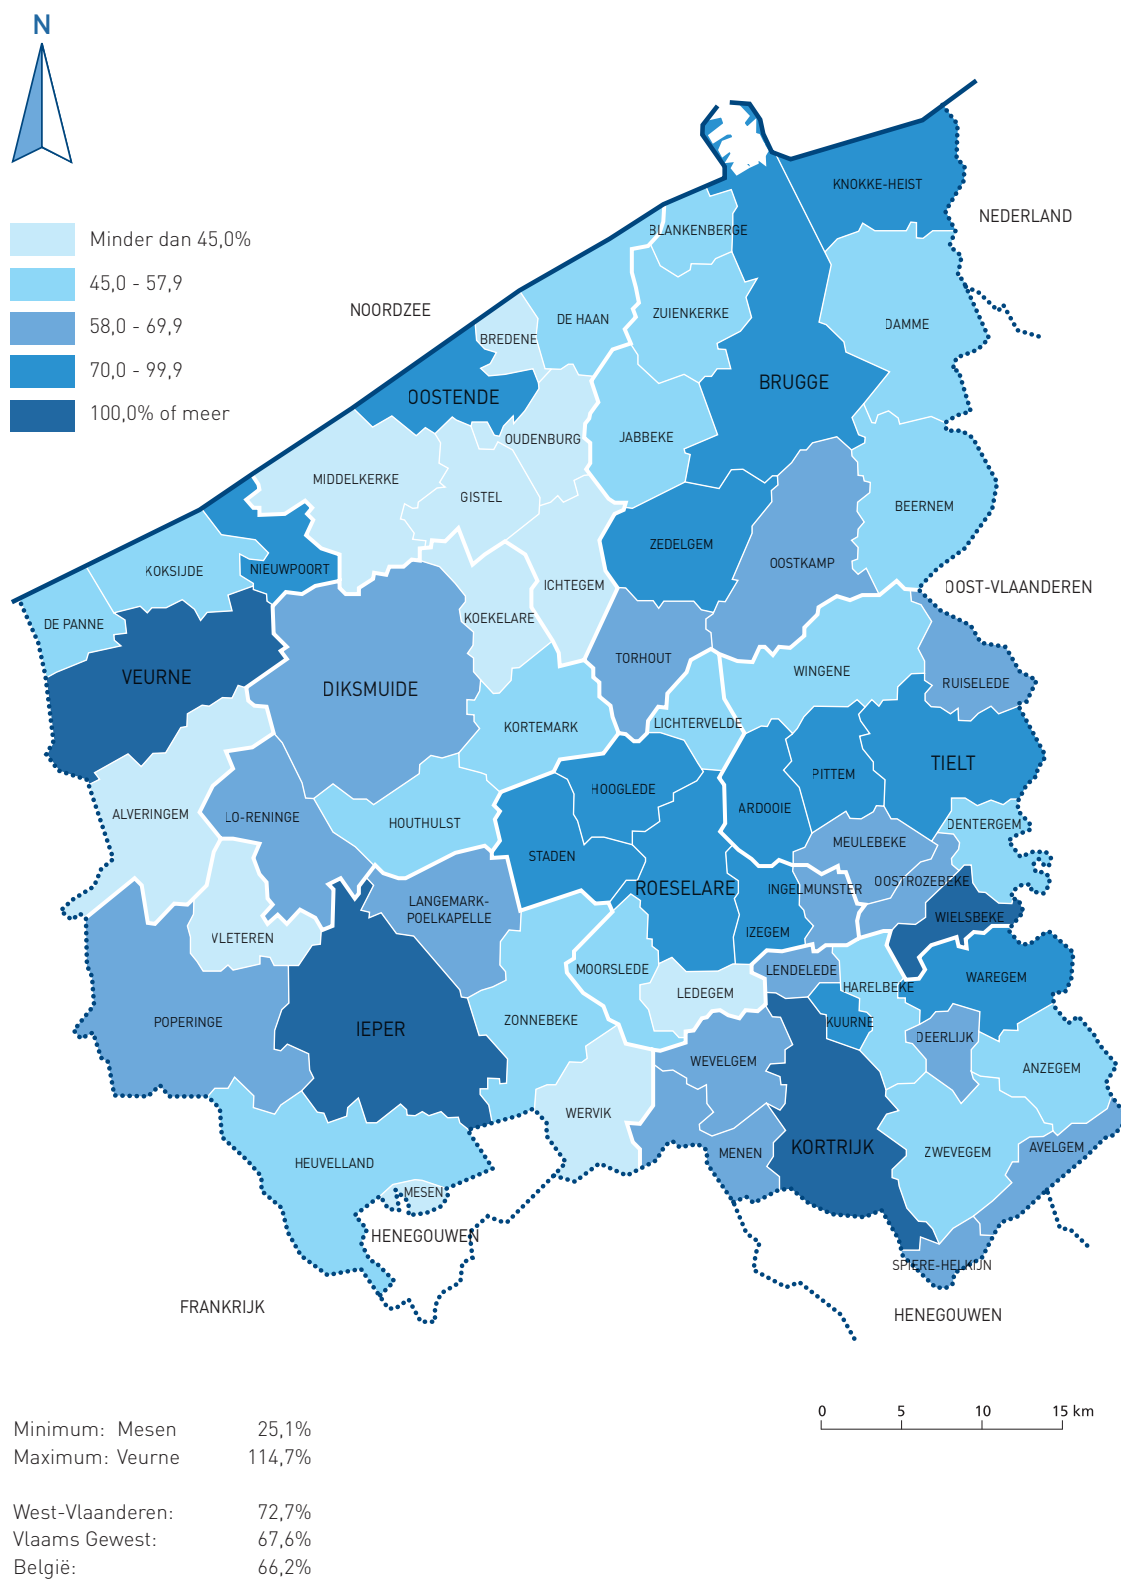 N
Minder dan 45,0%
45,0 - 57,9
58,0 - 69,9
70,0 - 99,9
100,0% of meer
NOORDZEE
NEDERLAND
KNOKKE-HEIST
BLANKENBERGE
DE HAAN
ZUIENKERKE
DAMME
BREDENE
BRUGGE
OOSTENDE
OUDENBURG
JABBEKE
MIDDELKERKE
GISTEL
BEERNEM
ZEDELGEM
OOSTKAMP
KOKSIJDE
NIEUWPOORT
ICHTEGEM
OOST-VLAANDEREN
DE PANNE
KOEKELARE
TORHOUT
VEURNE
DIKSMUIDE
WINGENE
RUISELEDE
KORTEMARK
LICHTERVELDE
HOOGLEDE
PITTEM
TIELT
ALVERINGEM
LO-RENINGE
HOUTHULST
ARDOOIE
DENTERGEM
STADEN
MEULEBEKE
ROESELARE
INGELMUNSTER
OOSTROZEBEKE
LANGEMARK-
POELKAPELLE
WIELSBEKE
VLETEREN
IZEGEM
MOORSLEDE
LENDELEDE
WAREGEM
LEDEGEM
HARELBEKE
POPERINGE
IEPER
ZONNEBEKE
KUURNE
DEERLIJK
WEVELGEM
ANZEGEM
WERVIK
HEUVELLAND
MENEN
KORTRIJK
ZWEVEGEM
AVELGEM
MESEN
HENEGOUWEN
SPIERE-HELKIJN
FRANKRIJK
HENEGOUWEN
0 5 10 15 km
Minimum: Mesen 25,1%
Maximum: Veurne 114,7%
West-Vlaanderen: 72,7%
Vlaams Gewest: 67,6%
België: 66,2%